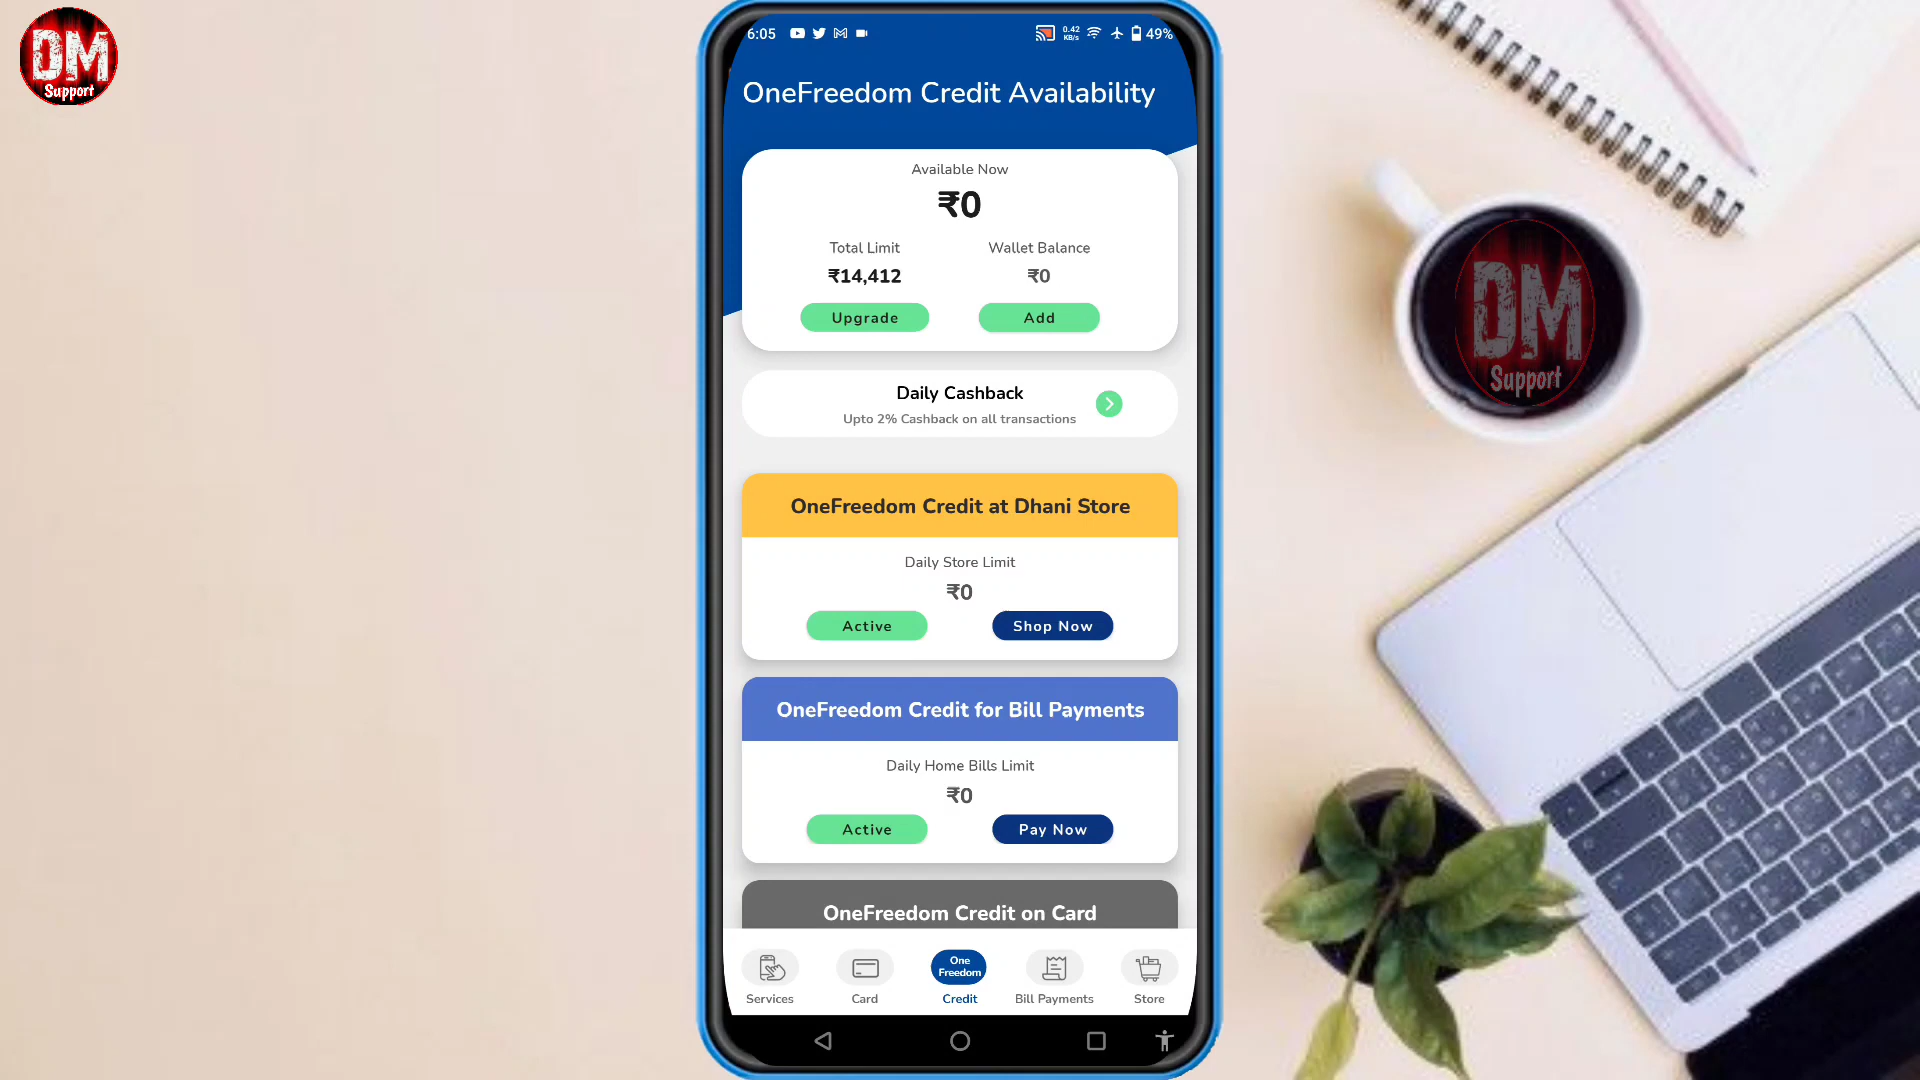 DM
Support
6:05
0.42
KB/s
49%
OneFreedom Credit Availability
Available Now
₹0
Total Limit
Wallet Balance
₹14,412
₹0
Upgrade
Add
Daily Cashback
Upto 2% Cashback on all transactions
OneFreedom Credit at Dhani Store
Daily Store Limit
₹0
Active
Shop Now
OneFreedom Credit for Bill Payments
Daily Home Bills Limit
₹0
Active
Pay Now
OneFreedom Credit on Card
One
Freedom
Services
Card
Credit
Bill Payments
Store
DM
Support